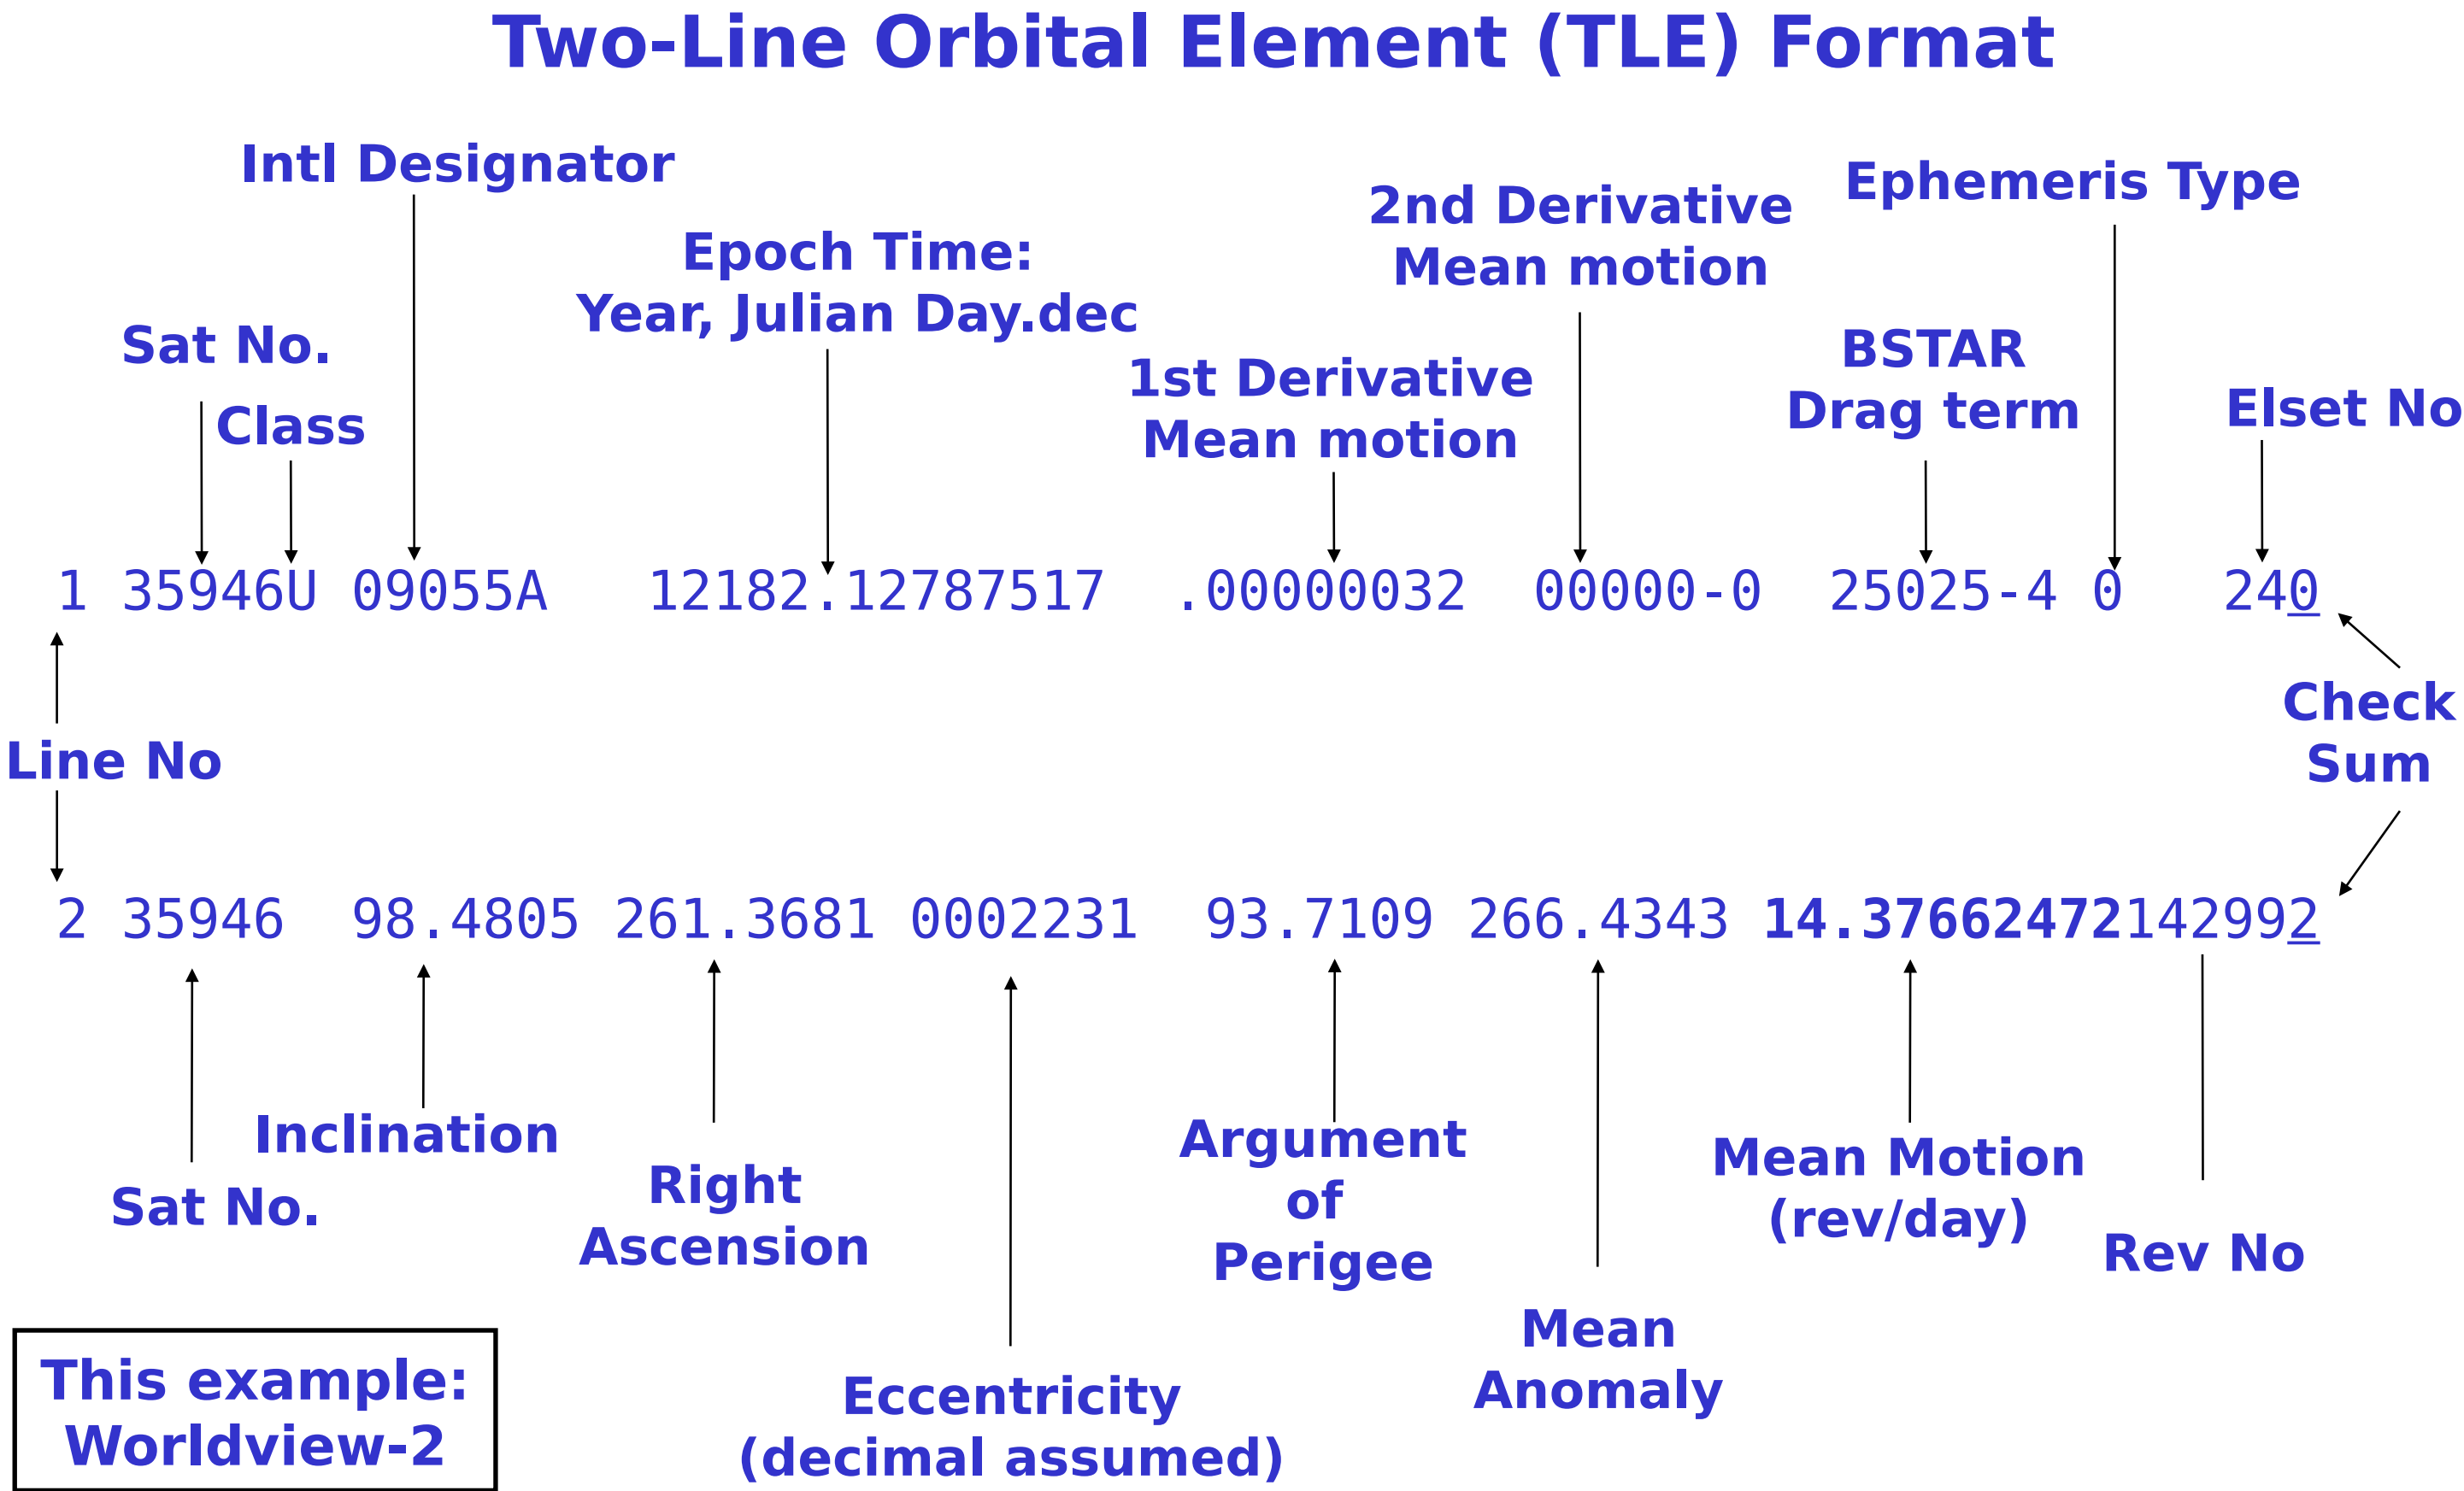 Two-Line Orbital Element (TLE) Format
Intl Designator
Ephemeris Type
2nd Derivative
Mean motion
Epoch Time:
Year, Julian Day.dec
Sat No.
Class
1st Derivative
Mean motion
BSTAR
Drag term
Elset No
1 35946U 09055A   12182.12787517  .00000032  00000-0  25025-4 0   240
Line No
Check
Sum
2 35946  98.4805 261.3681 0002231  93.7109 266.4343 14.37662472142992
Inclination
Sat No.
Right
Ascension
Argument
of
Perigee
Mean Motion
(rev/day)
Rev No
Mean
Anomaly
Eccentricity
(decimal assumed)
This example:
Worldview-2